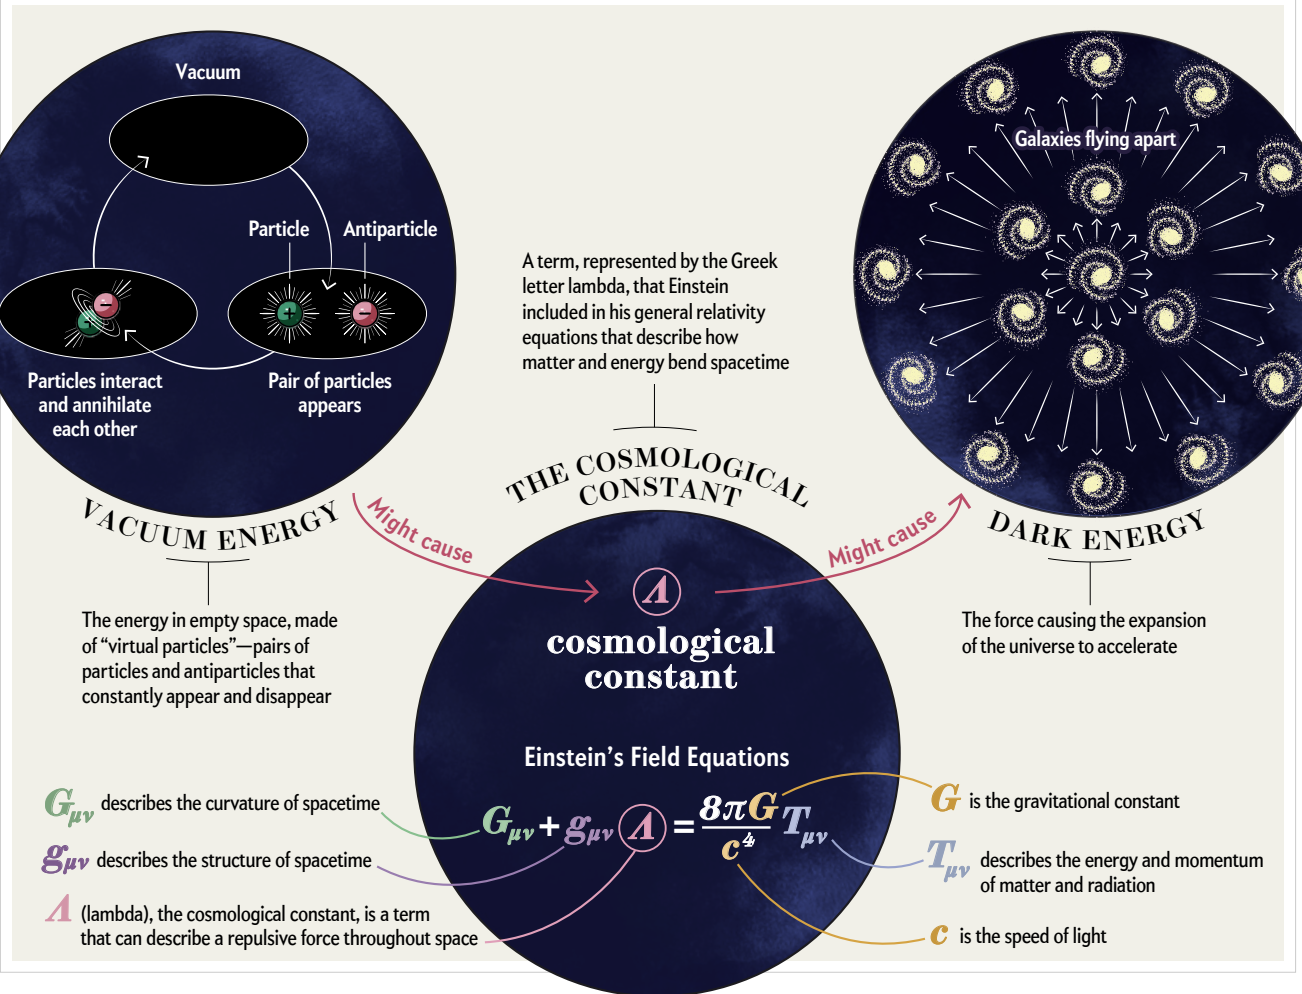 Vacuum
Particle
Antiparticle
+
−
+
−
Particles interact
and annihilate
each other
Pair of particles
appears
VACUUM ENERGY
The energy in empty space, made
of “virtual particles”—pairs of
particles and antiparticles that
constantly appear and disappear
Might cause
A term, represented by the Greek
letter lambda, that Einstein
included in his general relativity
equations that describe how
matter and energy bend spacetime
THE COSMOLOGICAL
CONSTANT
Λ
cosmological
constant
Might cause
Galaxies flying apart
DARK ENERGY
The force causing the expansion
of the universe to accelerate
Einstein’s Field Equations
Gμν + gμν Λ = 8πG/c⁴ Tμν
Gμν describes the curvature of spacetime
gμν describes the structure of spacetime
Λ (lambda), the cosmological constant, is a term
that can describe a repulsive force throughout space
G is the gravitational constant
Tμν describes the energy and momentum
of matter and radiation
c is the speed of light